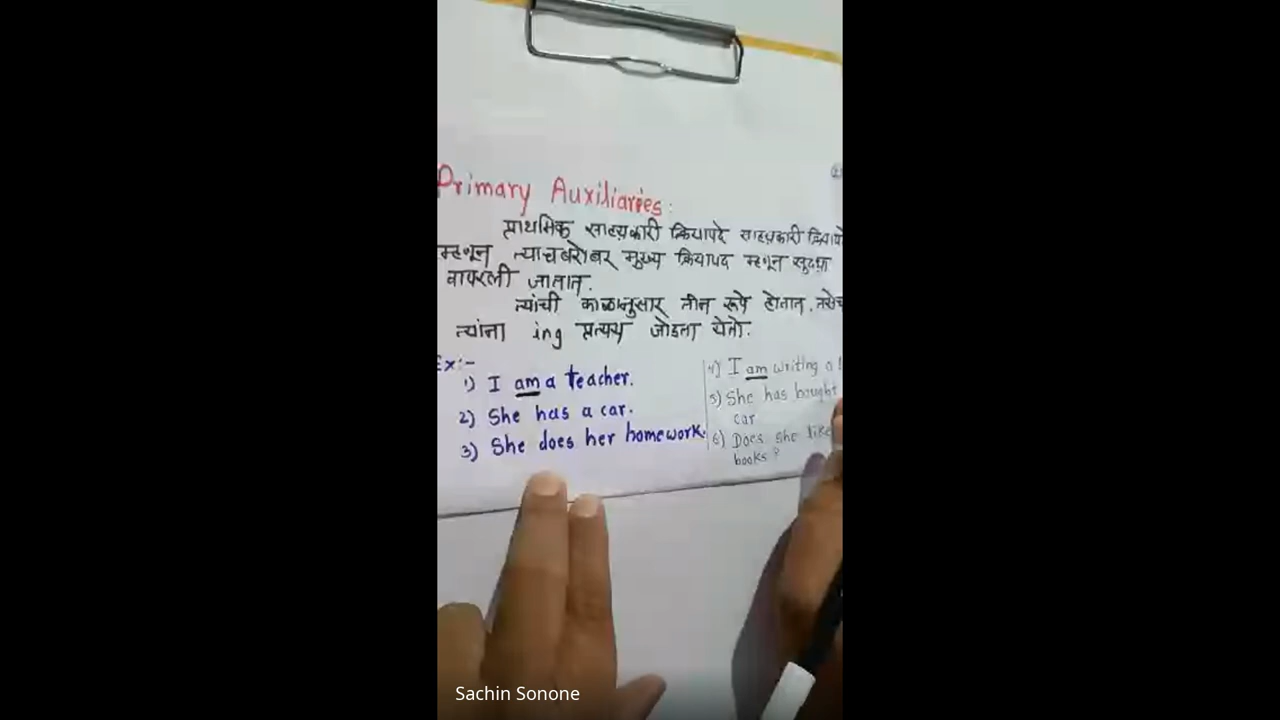 Primary Auxiliaries:
प्राथमिक साहय्यकारी क्रियापदे साहय्यकारी
म्हणून त्याचबरोबर मुख्य क्रियापद म्हणून सुद्धा
वापरली जातात.
त्यांची काळानुसार तीन रूपे होतात. तसेच
त्यांना ing प्रत्यय जोडता येतो.
Ex:-
1) I am a teacher.
2) She has a car.
3) She does her homework.
4) I am writing a
5) She has bought
car
6) Does she like
books?
Sachin Sonone